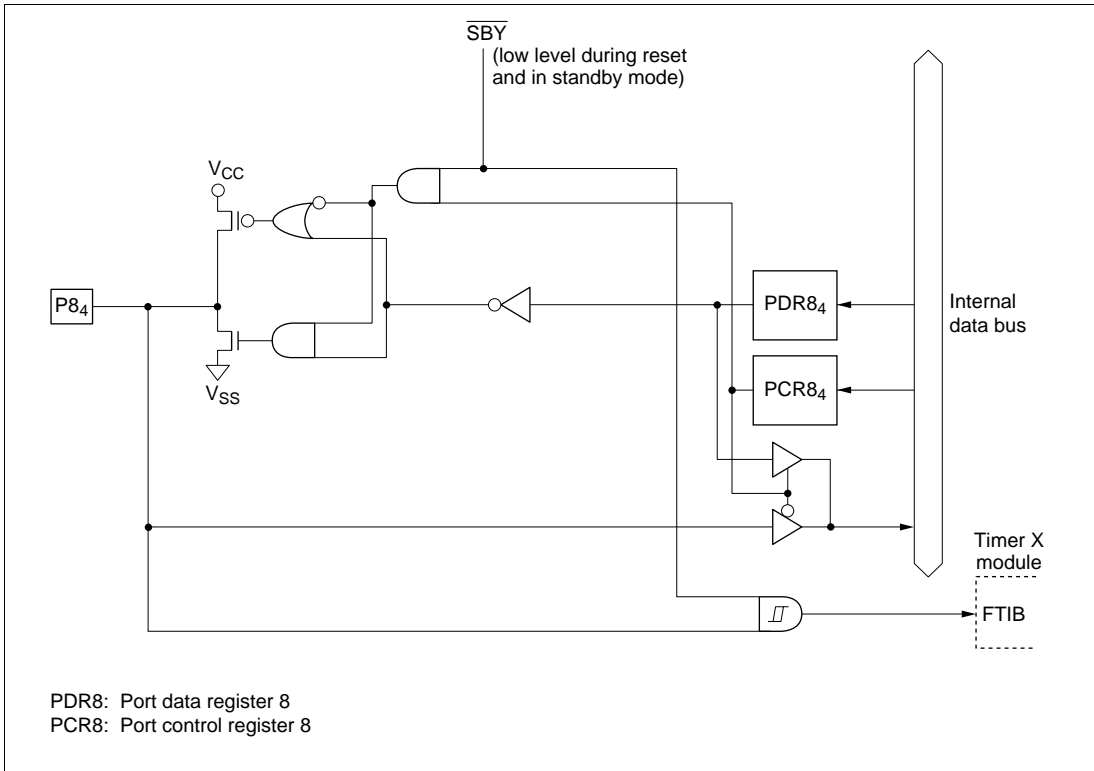 SBY
(low level during reset
and in standby mode)
VCC
P84
VSS
PDR84
PCR84
Internal
data bus
Timer X
module
FTIB
PDR8: Port data register 8
PCR8: Port control register 8